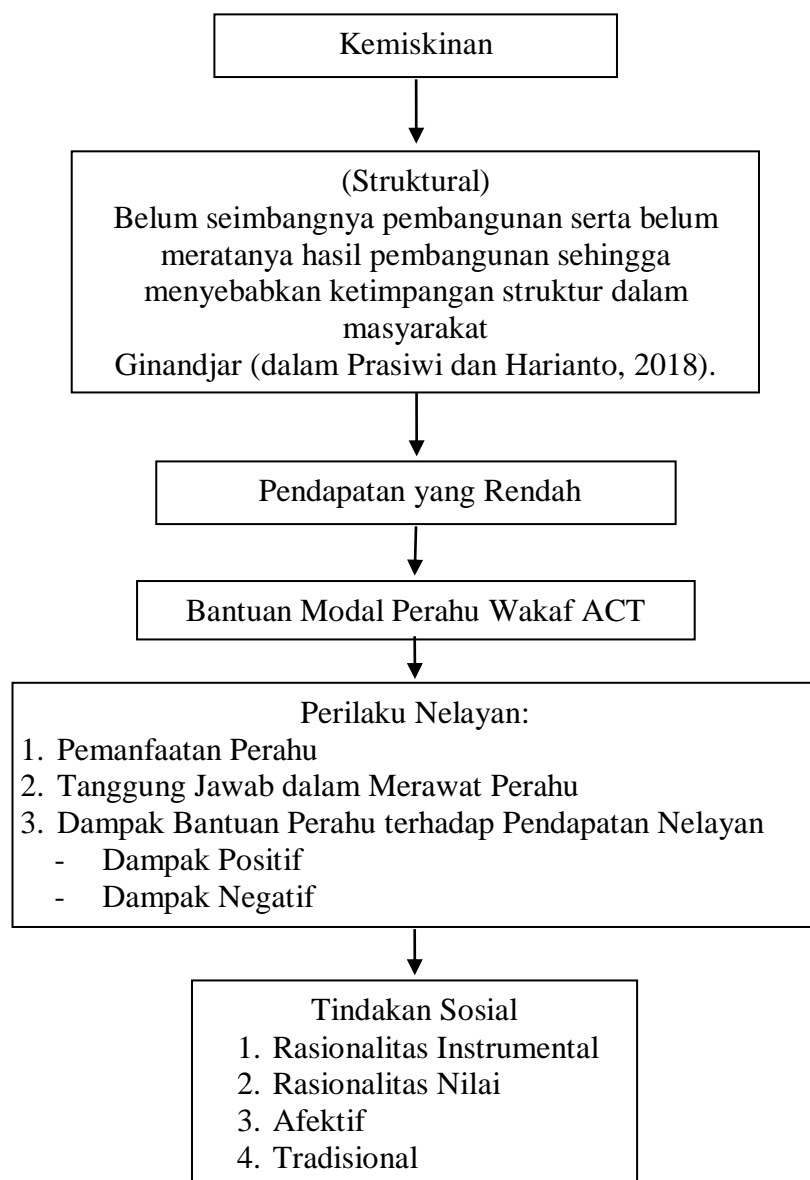 Kemiskinan
(Struktural)
Belum seimbangnya pembangunan serta belum
meratanya hasil pembangunan sehingga
menyebabkan ketimpangan struktur dalam
masyarakat
Ginandjar (dalam Prasiwi dan Harianto, 2018).
Pendapatan yang Rendah
Bantuan Modal Perahu Wakaf ACT
Perilaku Nelayan:
1. Pemanfaatan Perahu
2. Tanggung Jawab dalam Merawat Perahu
3. Dampak Bantuan Perahu terhadap Pendapatan Nelayan
- Dampak Positif
- Dampak Negatif
Tindakan Sosial
1. Rasionalitas Instrumental
2. Rasionalitas Nilai
3. Afektif
4. Tradisional